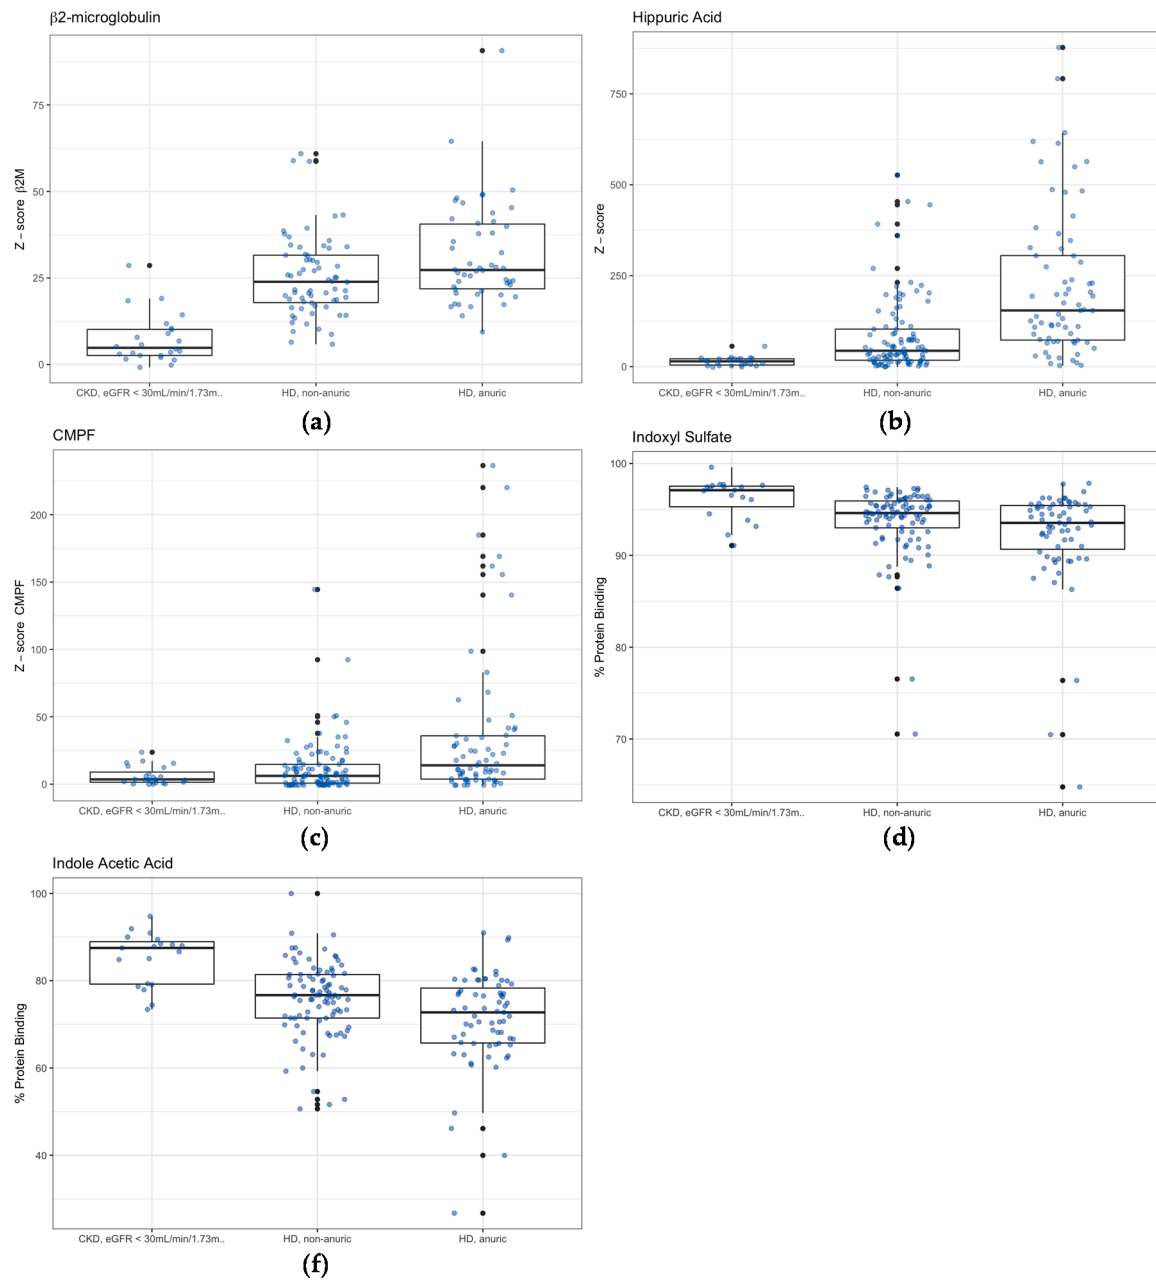 β2-microglobulin
Z – score β2M
75
50
25
0
CKD, eGFR < 30mL/min/1.73m..
HD, non-anuric
HD, anuric
(a)
Hippuric Acid
Z – score
750
500
250
0
CKD, eGFR < 30mL/min/1.73m..
HD, non-anuric
HD, anuric
(b)
CMPF
Z – score CMPF
200
150
100
50
0
CKD, eGFR < 30mL/min/1.73m..
HD, non-anuric
HD, anuric
(c)
Indoxyl Sulfate
% Protein Binding
100
90
80
70
CKD, eGFR < 30mL/min/1.73m..
HD, non-anuric
HD, anuric
(d)
Indole Acetic Acid
% Protein Binding
100
80
60
40
CKD, eGFR < 30mL/min/1.73m..
HD, non-anuric
HD, anuric
(f)